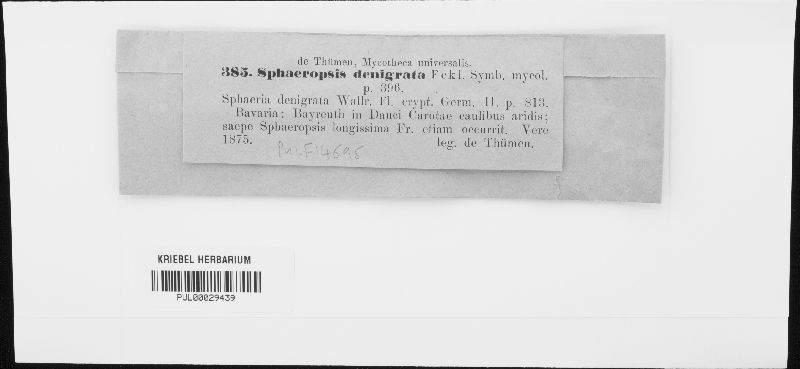 de Thümen, Mycotheca universalis.
385. Sphaeropsis denigrata Fckl. Symb. mycol.
p. 396.
Sphaeria denigrata Wallr. Fl. crypt. Germ. II. p. 813.
Bavaria: Bayreuth in Dauci Carotae caulibus aridis;
saepe Sphaeropsis longissima Fr. etiam occurrit. Vere
1875. leg. de Thümen.
PUL F14695
KRIEBEL HERBARIUM
PUL00029439